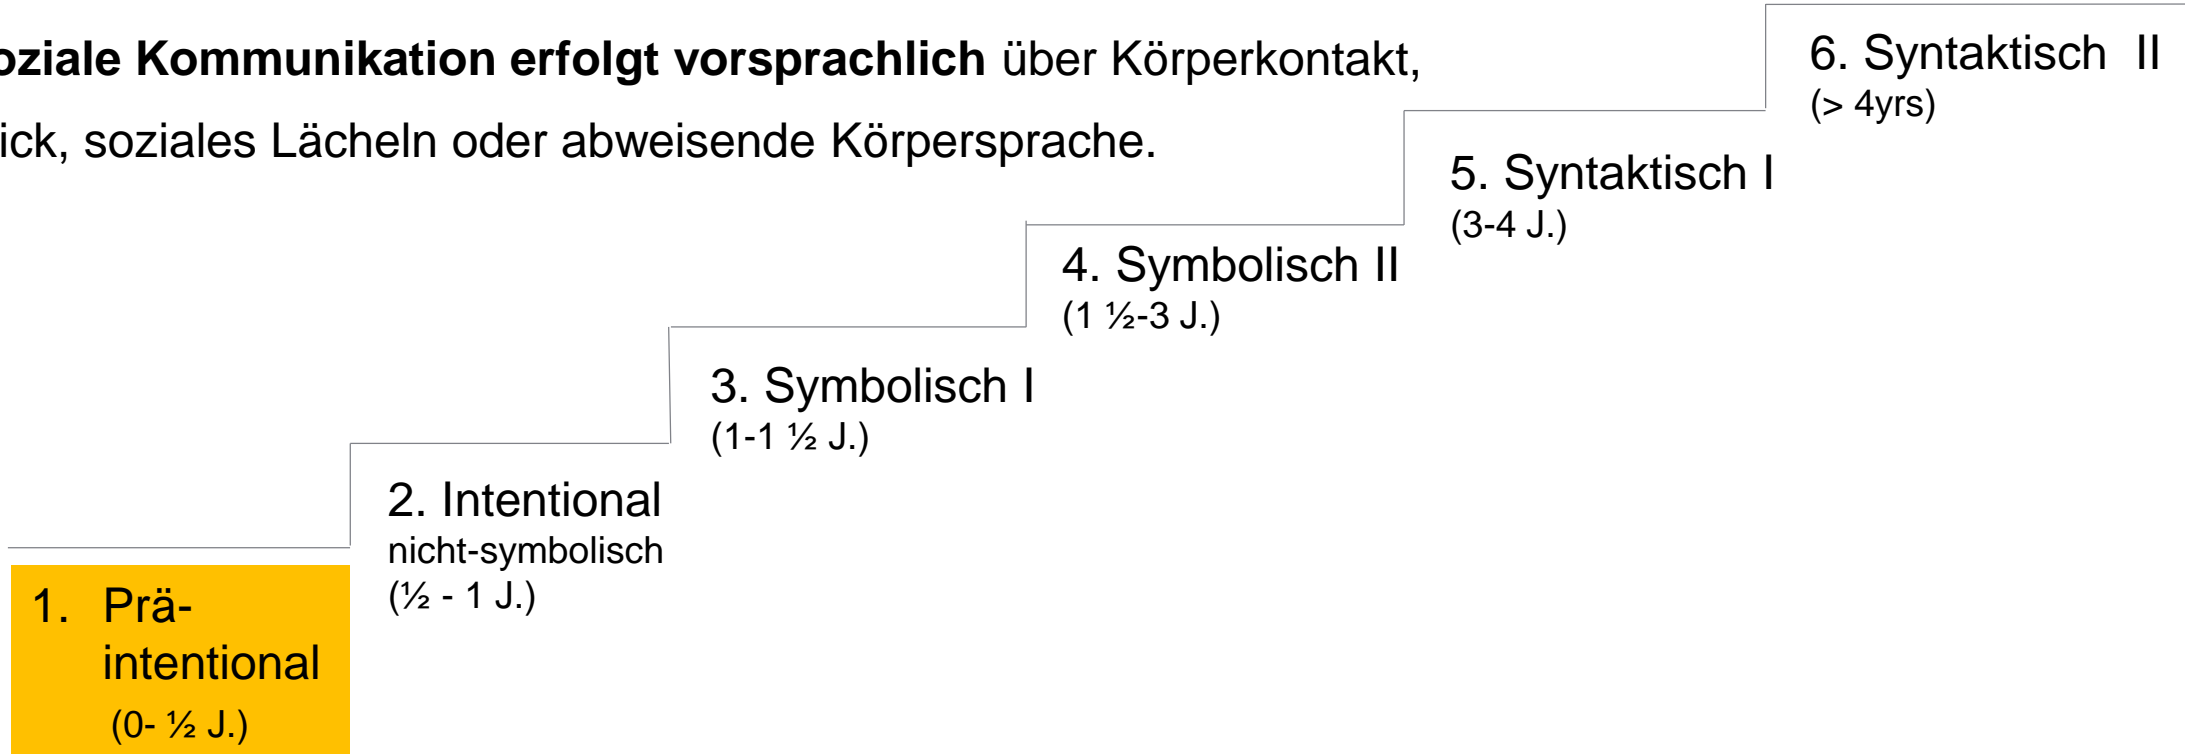 oziale Kommunikation erfolgt vorsprachlich über Körperkontakt,
ick, soziales Lächeln oder abweisende Körpersprache.
6. Syntaktisch II
(> 4yrs)
5. Syntaktisch I
(3-4 J.)
4. Symbolisch II
(1 ½-3 J.)
3. Symbolisch I
(1-1 ½ J.)
2. Intentional
nicht-symbolisch
(½ - 1 J.)
1. Prä-
intentional
(0- ½ J.)